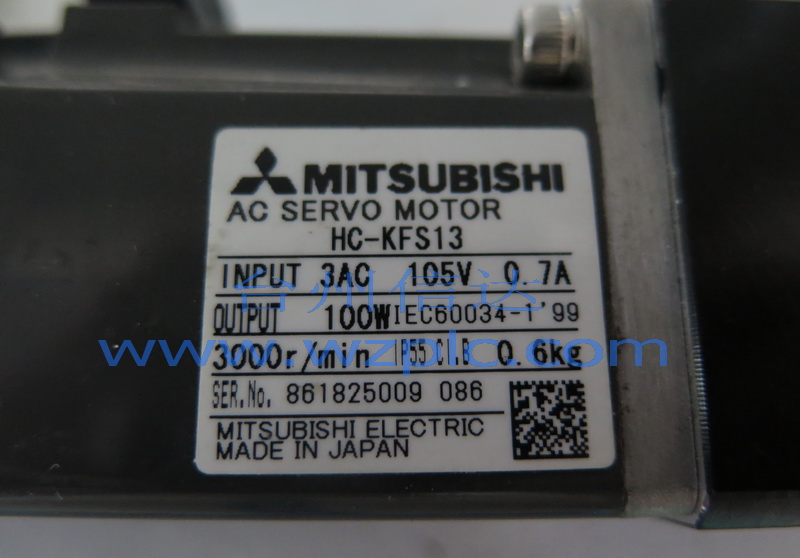 MITSUBISHI
AC SERVO MOTOR
HC-KFS13
INPUT 3AC 105V 0.7A
台州信达
OUTPUT 100W IEC60034-1'99
www.wzplc.com
3000r/min IP55 CI.B 0.6kg
SER.No. 861825009 086
MITSUBISHI ELECTRIC
MADE IN JAPAN